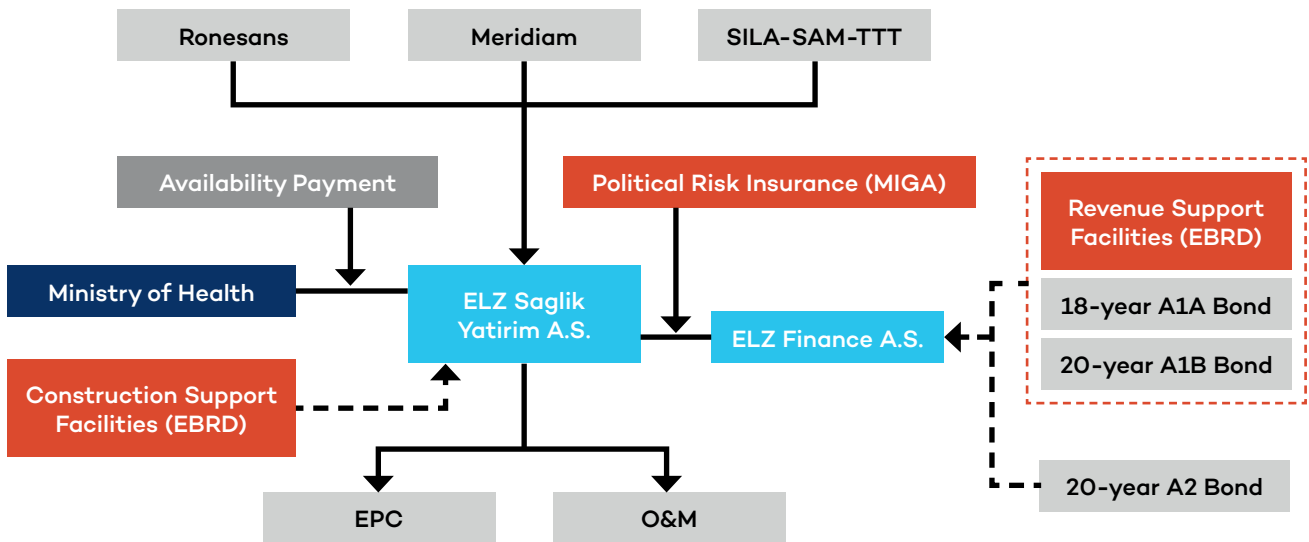 Ronesans
Meridiam
SILA-SAM-TTT
Availability Payment
Political Risk Insurance (MIGA)
Revenue Support
Facilities (EBRD)
Ministry of Health
ELZ Saglik
Yatirim A.S.
ELZ Finance A.S.
18-year A1A Bond
20-year A1B Bond
Construction Support
Facilities (EBRD)
20-year A2 Bond
EPC
O&M